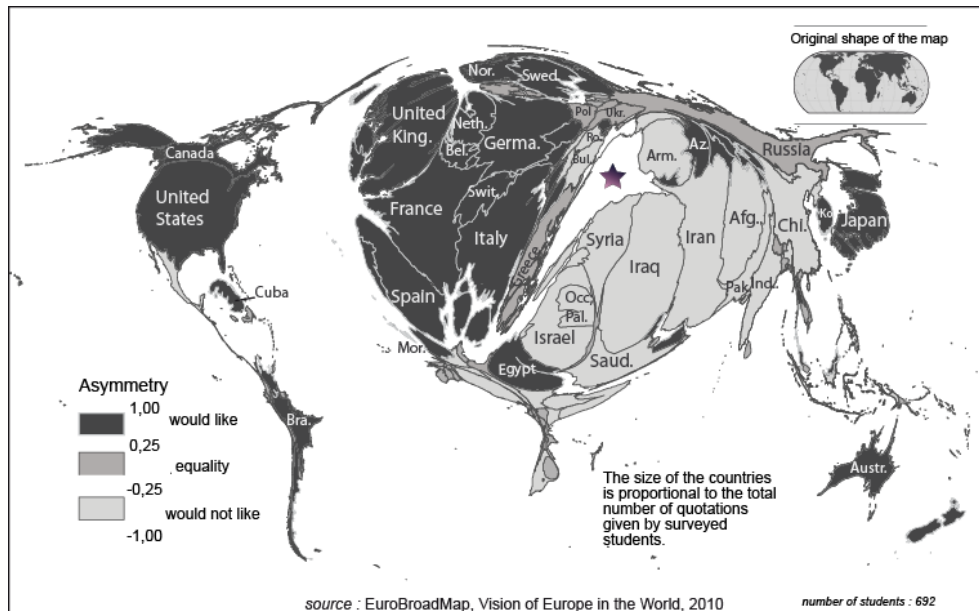 Original shape of the map
Nor.
Swed.
United
King.
Neth.
Bel.
Germa.
Pol
Ukr.
Ro.
Bul.
Arm.
Az.
Russia
Canada
United
States
Swit.
France
Italy
Greece
Syria
Iraq
Iran
Afg.
Chi.
Ko.
Japan
Pak.
Ind.
Cuba
Spain
Occ.
Pal.
Israel
Mor.
Egypt
Saud.
Bra.
Austr.
Asymmetry
1,00
would like
0,25
equality
-0,25
would not like
-1,00
The size of the countries
is proportional to the total
number of quotations
given by surveyed
students.
source : EuroBroadMap, Vision of Europe in the World, 2010
number of students : 692